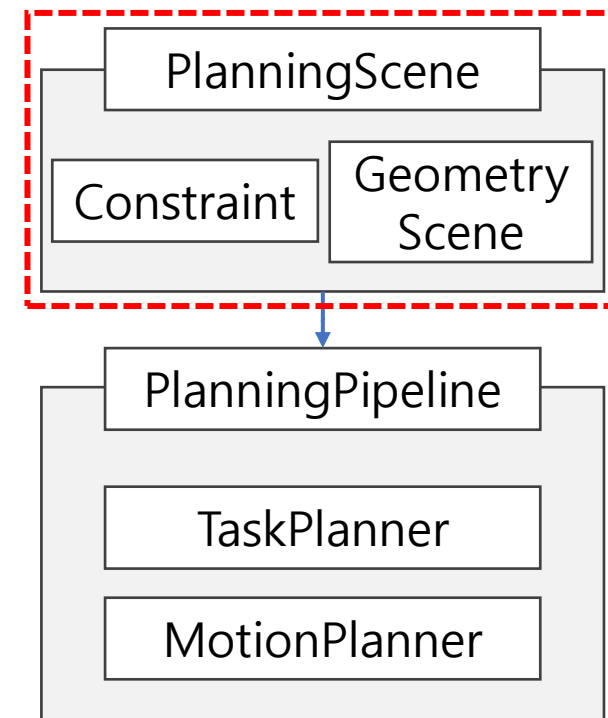 PlanningScene
Constraint
Geometry
Scene
PlanningPipeline
TaskPlanner
MotionPlanner